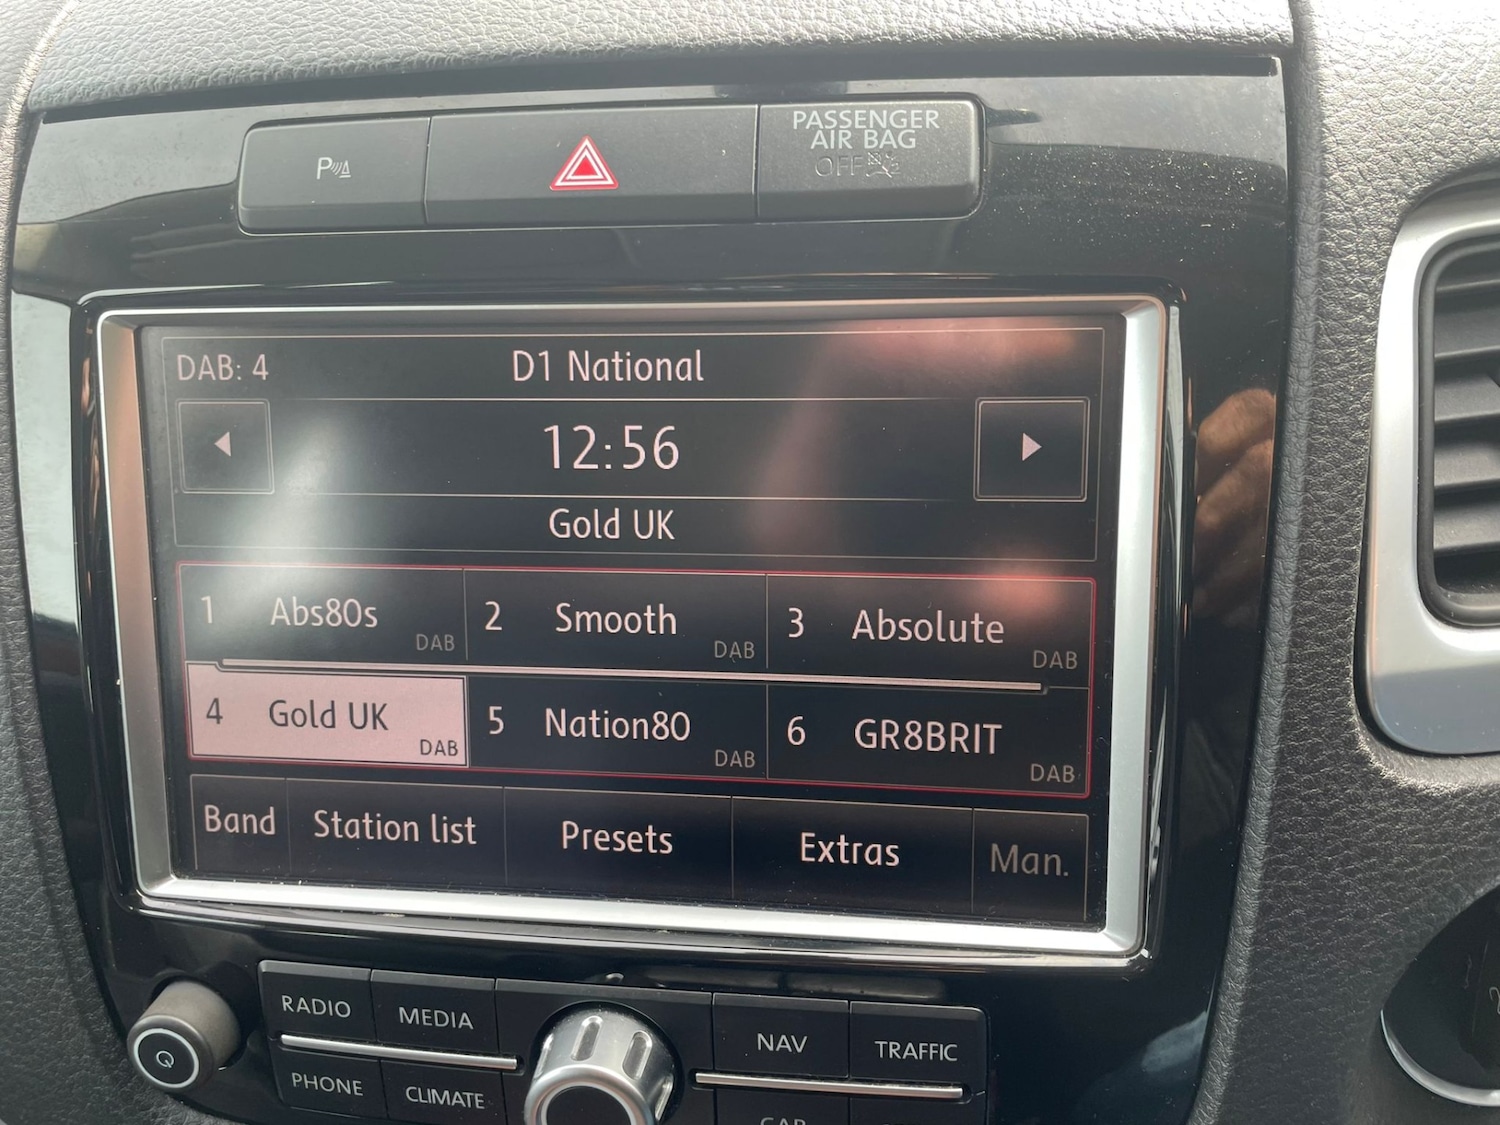 P
PASSENGER
AIR BAG
OFF
DAB: 4
D1 National
12:56
Gold UK
1 Abs80s DAB
2 Smooth DAB
3 Absolute DAB
4 Gold UK DAB
5 Nation80 DAB
6 GR8BRIT DAB
Band
Station list
Presets
Extras
Man.
RADIO
MEDIA
NAV
TRAFFIC
PHONE
CLIMATE
CAR